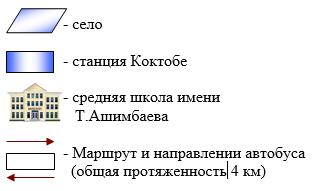 - село
- станция Коктобе
- средняя школа имени
Т.Ашимбаева
- Маршрут и направлении автобуса
(общая протяженность 4 км)